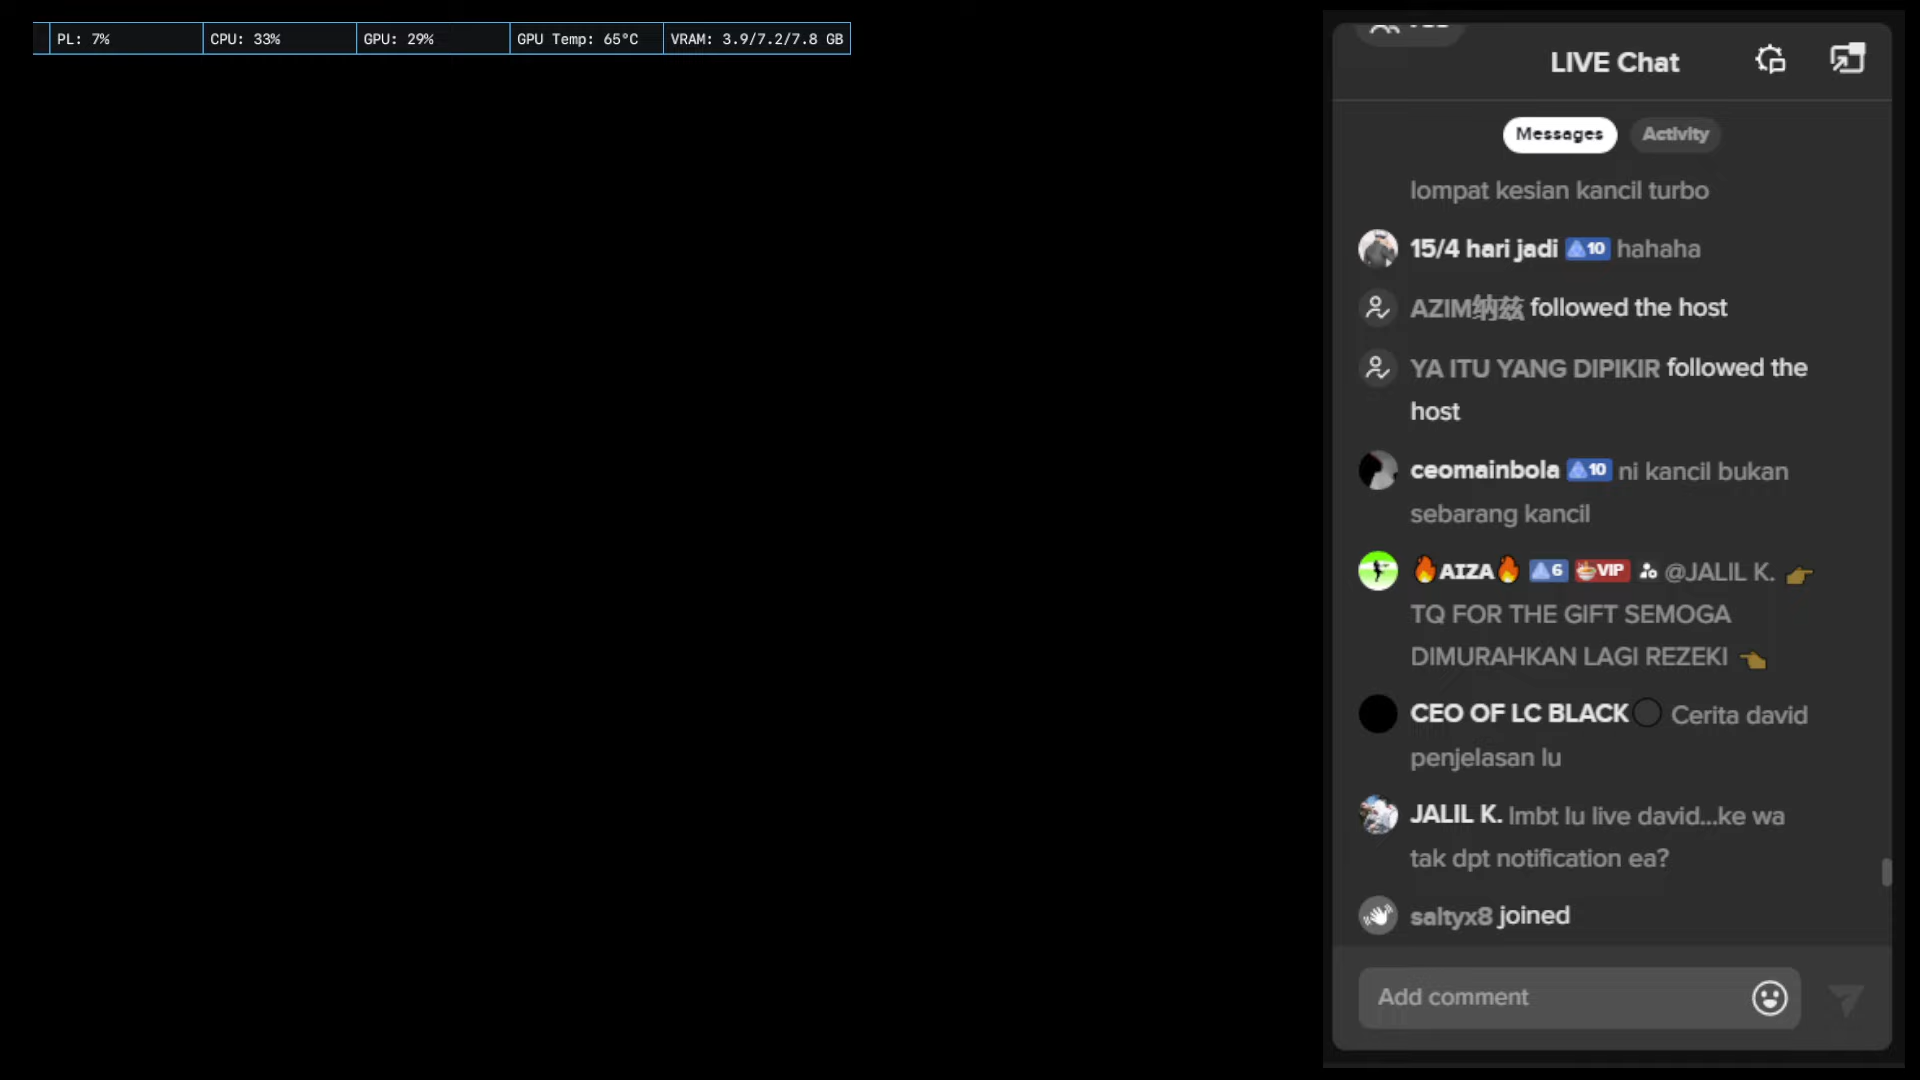 PL: 7% CPU: 33% GPU: 29% GPU Temp: 65°C VRAM: 3.9/7.2/7.8 GB
LIVE Chat
Messages Activity
lompat kesian kancil turbo
15/4 hari jadi 10 hahaha
AZIM纳兹 followed the host
YA ITU YANG DIPIKIR followed the
host
ceomainbola 10 ni kancil bukan
sebarang kancil
🔥AIZA🔥 6 VIP @JALIL K. 👉
TQ FOR THE GIFT SEMOGA
DIMURAHKAN LAGI REZEKI 👈
CEO OF LC BLACK Cerita david
penjelasan lu
JALIL K. lmbt lu live david...ke wa
tak dpt notification ea?
saltyx8 joined
Add comment